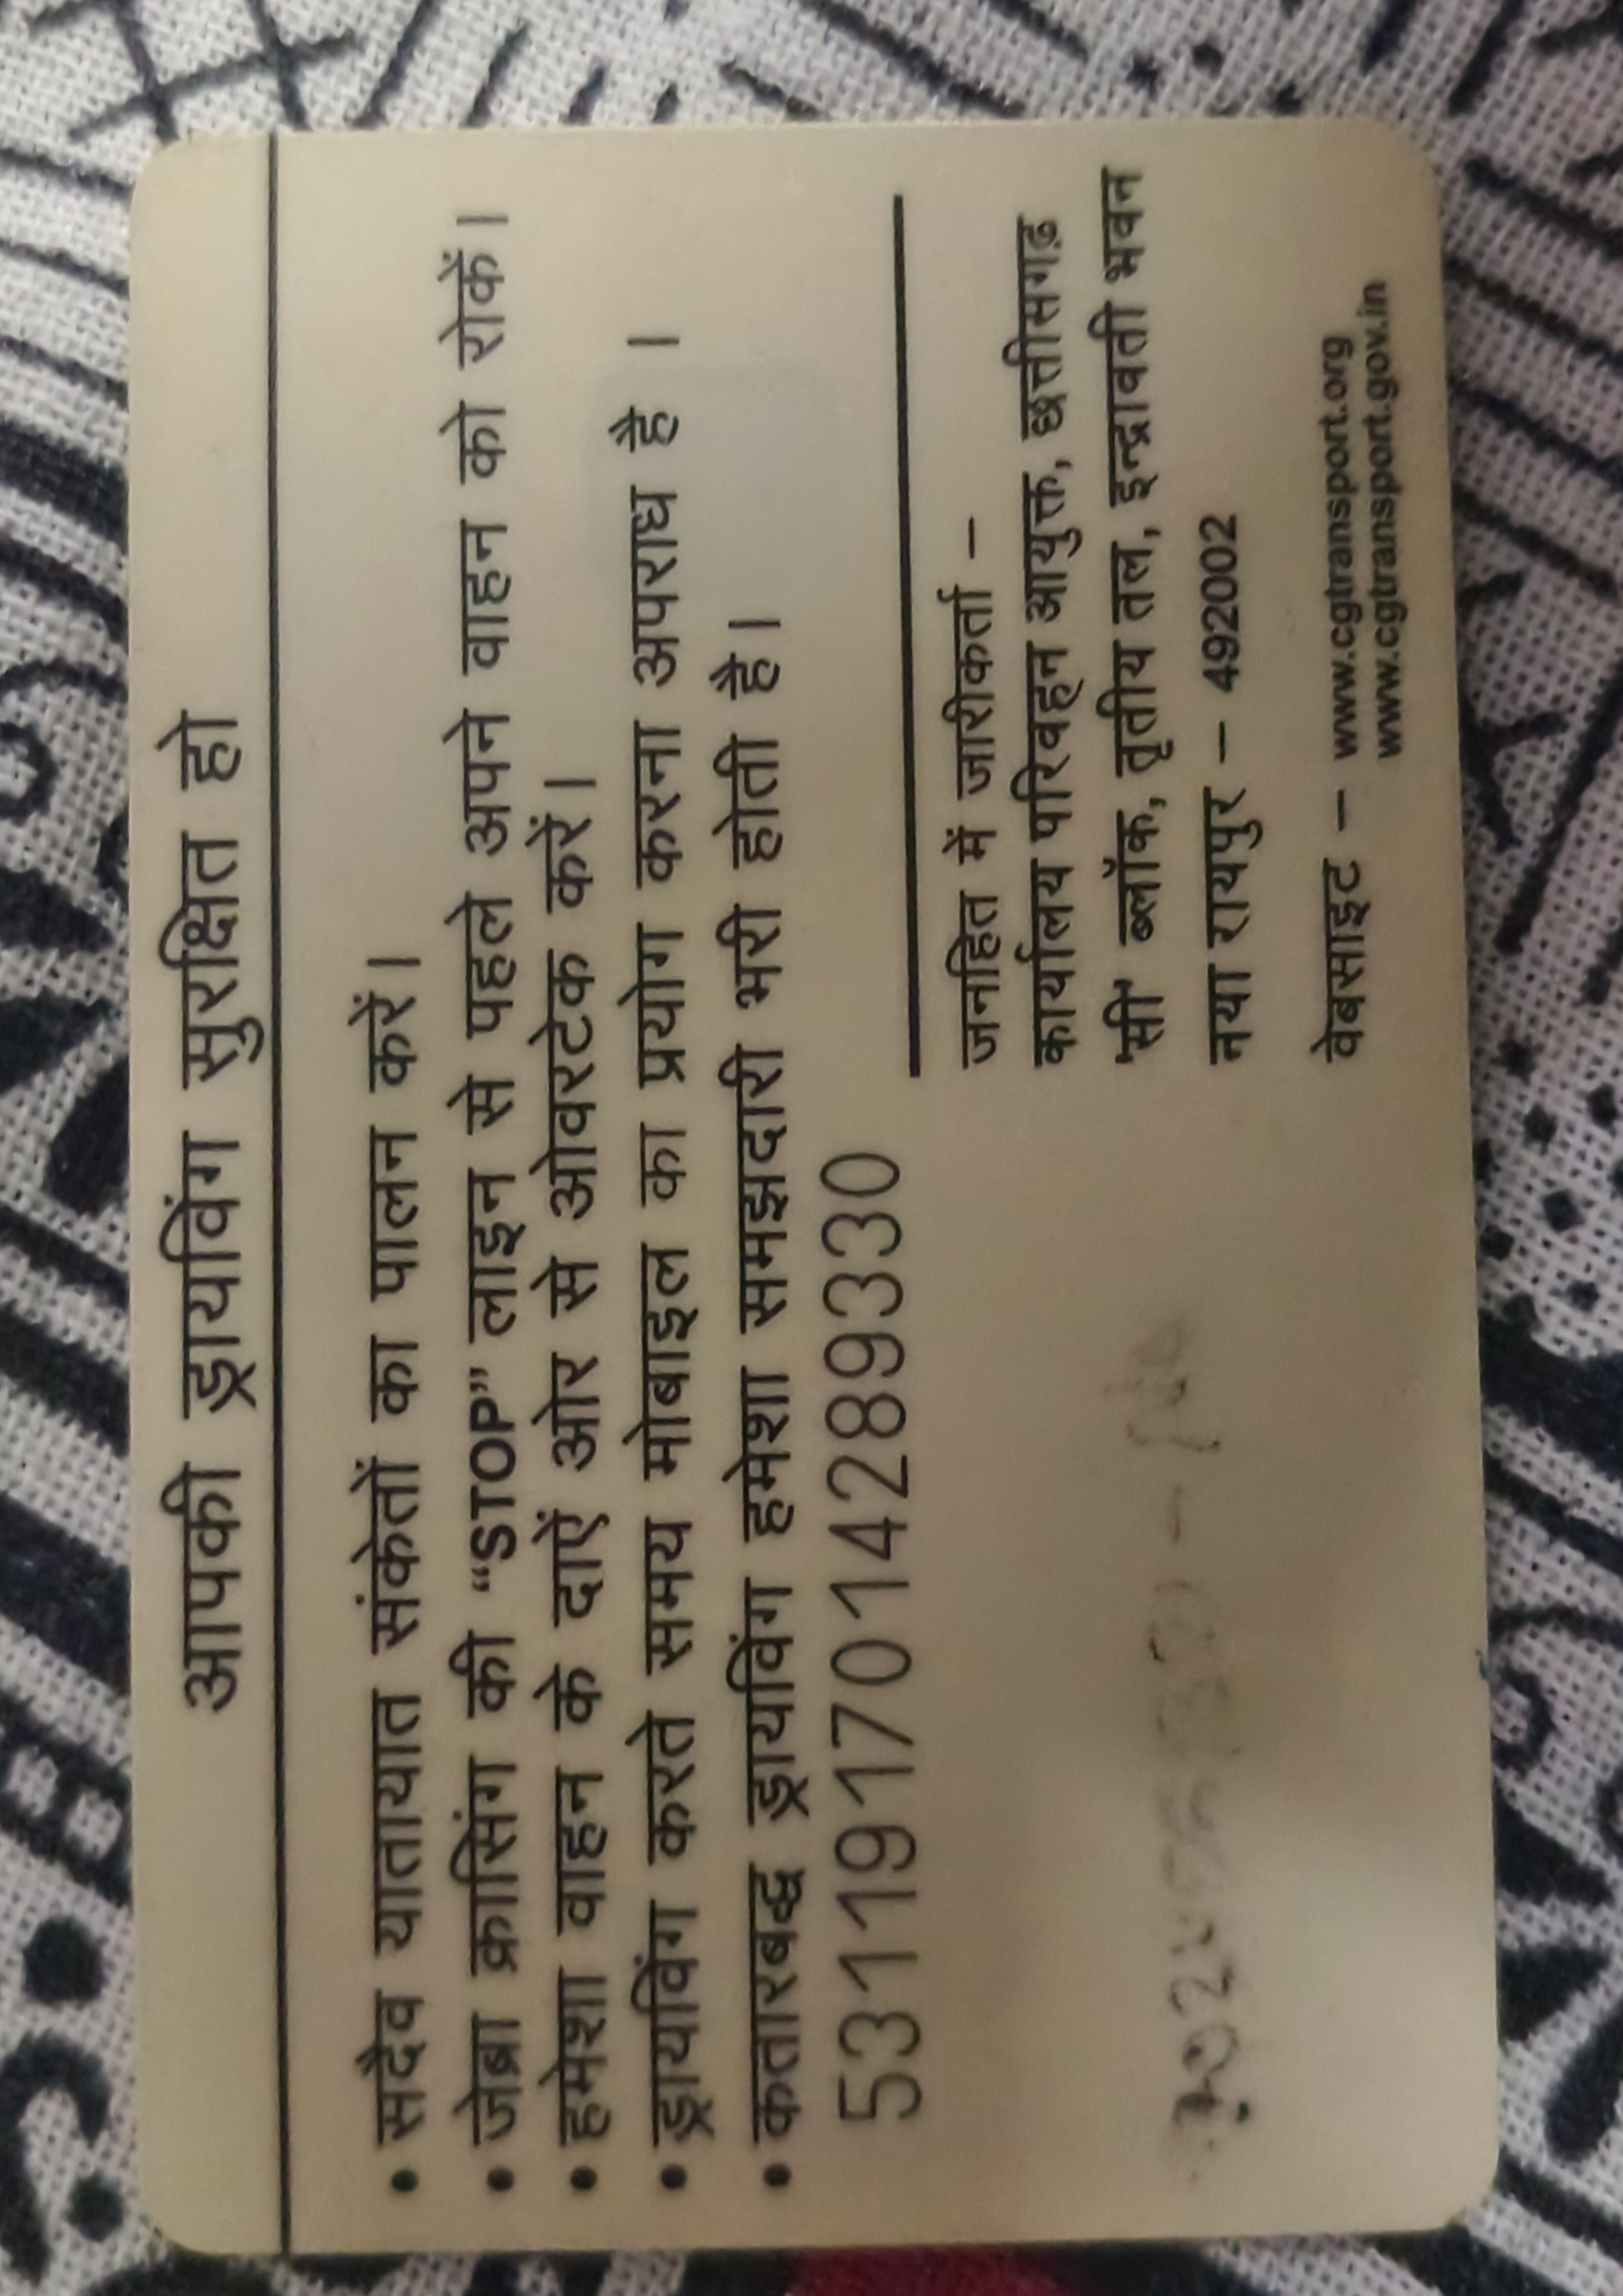 आपकी ड्रायविंग सुरक्षित हो
• सदैव यातायात संकेतों का पालन करें।
• जेब्रा क्रासिंग की “STOP” लाइन से पहले अपने वाहन को रोकें।
• हमेशा वाहन के दाएें ओर से ओवरटेक करें।
• ड्रायविंग करते समय मोबाइल का प्रयोग करना अपराध है ।
• कतारबद्ध ड्रायविंग हमेशा समझदारी भरी होती है।
5311917014289330
जनहित में जारीकर्ता –
कार्यालय परिवहन आयुक्त, छत्तीसगढ़
सी ब्लॉक, तृतीय तल, इन्द्रावती भवन
नया रायपुर – 492002
वेबसाइट – www.cgtransport.org
www.cgtransport.gov.in